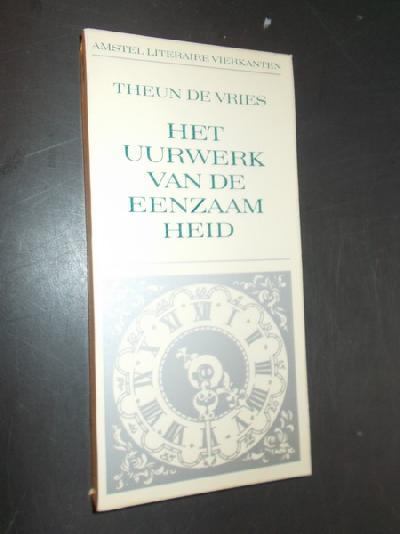 AMSTEL LITERAIRE VIERKANTEN
THEUN DE VRIES
HET
UURWERK
VAN DE
EENZAAM
HEID